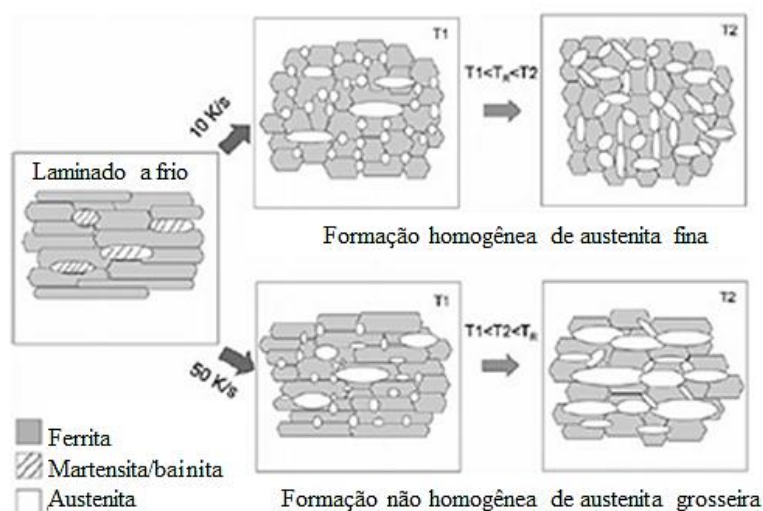 T1
T1<T_R<T2
T2
10 K/s
Laminado a frio
Formação homogênea de austenita fina
50 K/s
T1
T1<T2<T_R
T2
Ferrita
Martensita/bainita
Austenita
Formação não homogênea de austenita grosseira